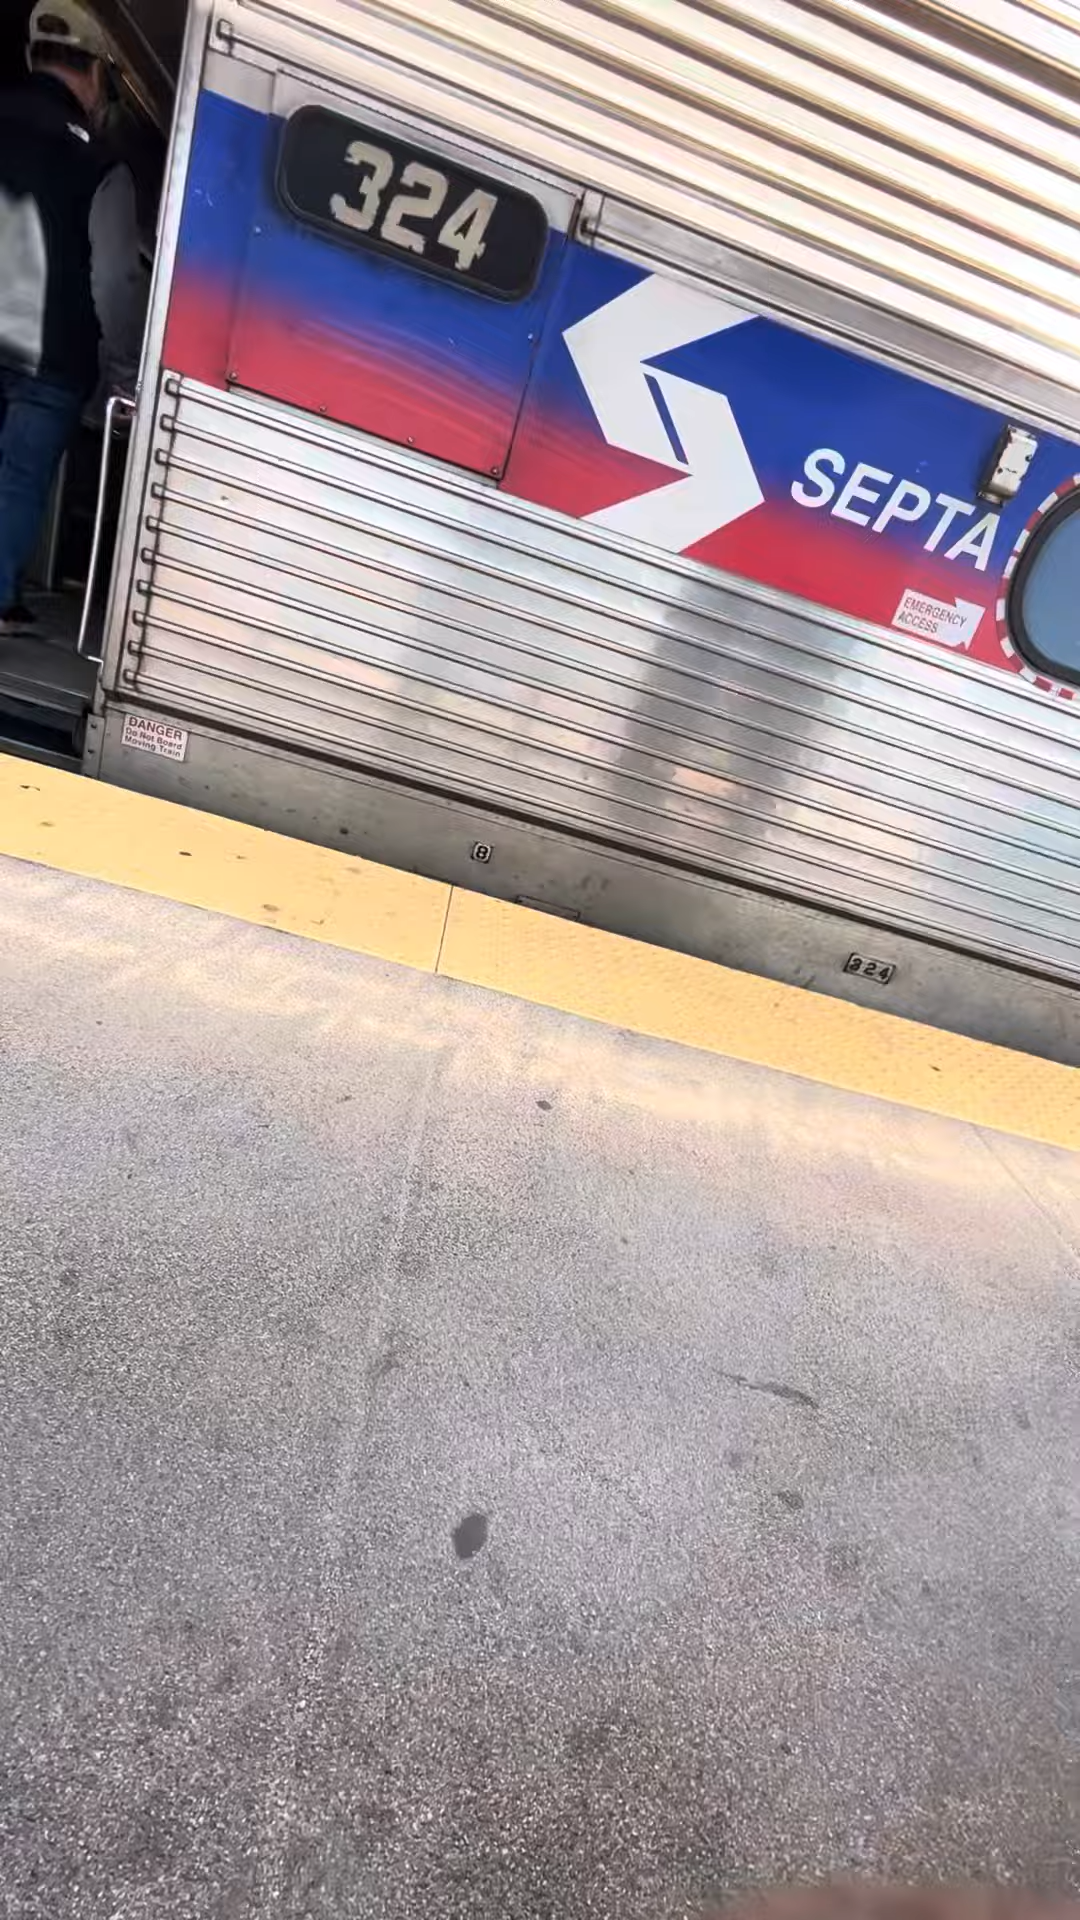 324
SEPTA
EMERGENCY
ACCESS
DANGER
Do Not Board
Moving Train
8
324